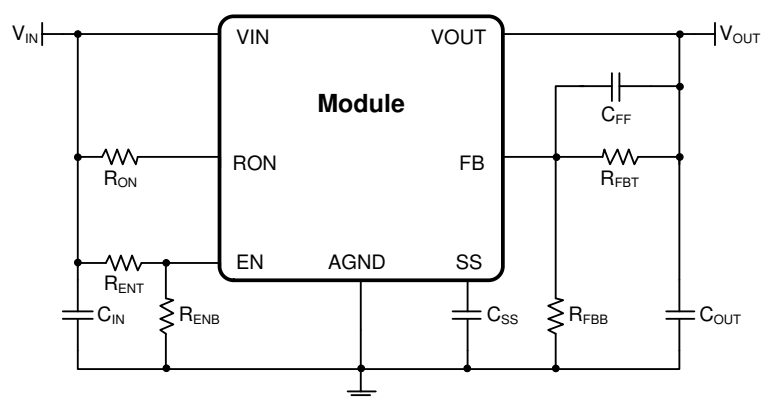 VIN
VIN
VOUT
VOUT
Module
CFF
RON
RON
FB
RFBT
EN
AGND
SS
RENT
CIN
RENB
CSS
RFBB
COUT